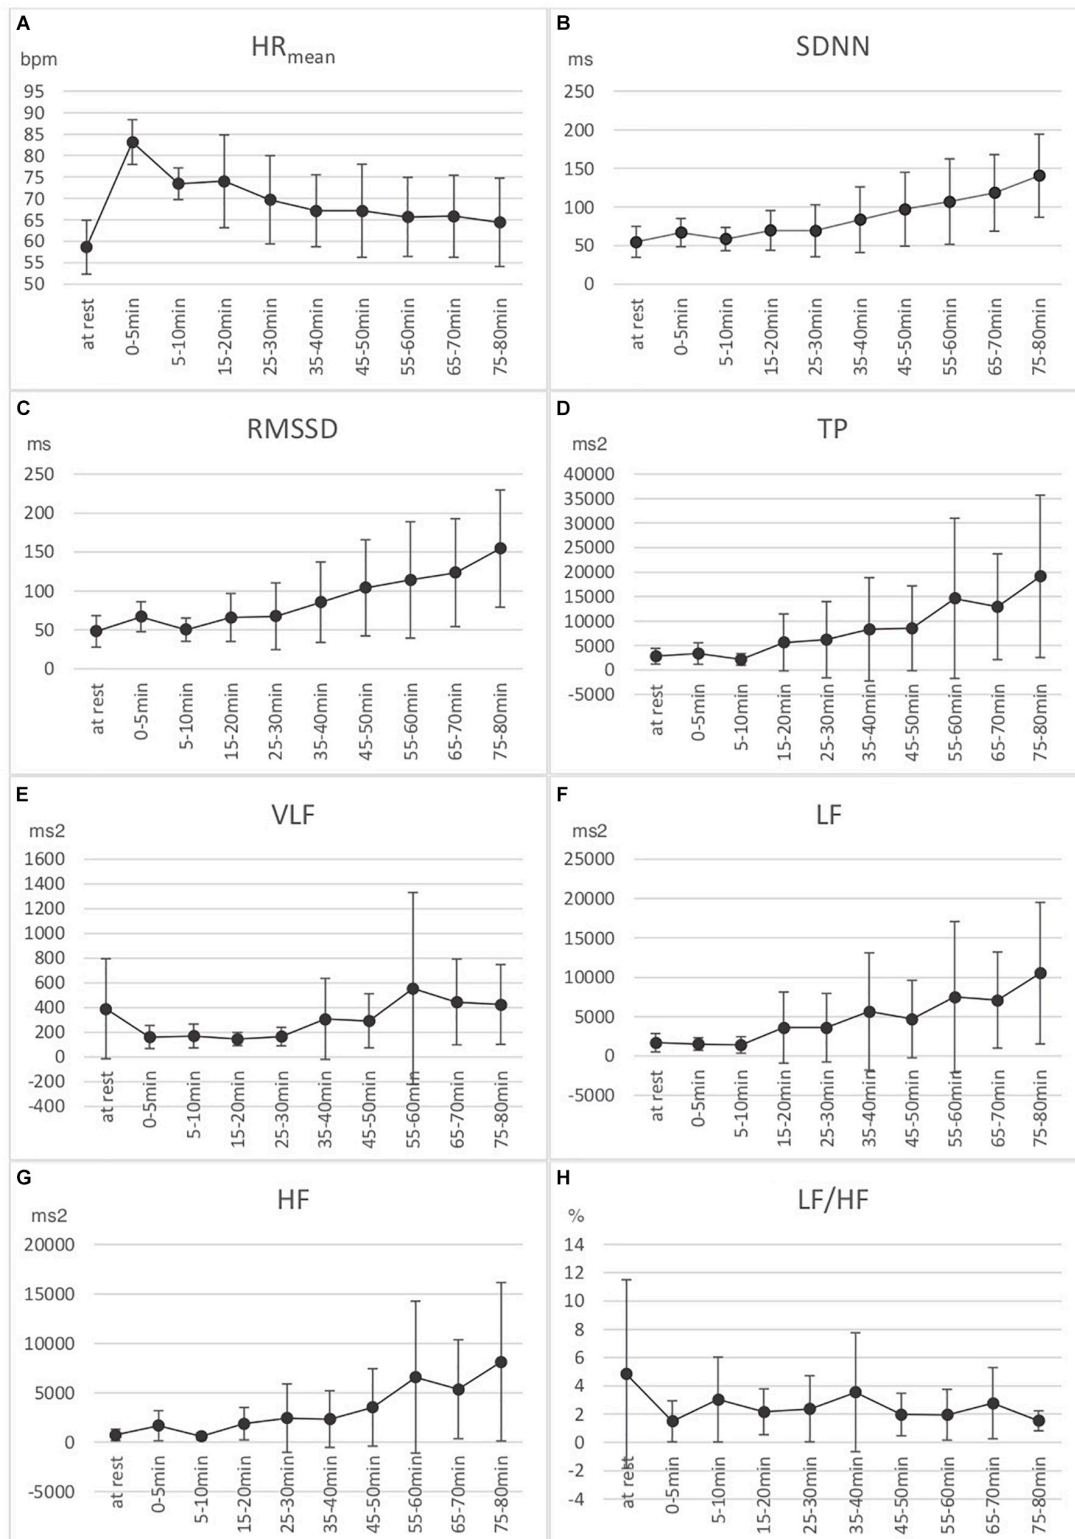 A
HRmean
bpm
95
90
85
80
75
70
65
60
55
50
at rest
0-5min
5-10min
15-20min
25-30min
35-40min
45-50min
55-60min
65-70min
75-80min
B
SDNN
ms
250
200
150
100
50
0
at rest
0-5min
5-10min
15-20min
25-30min
35-40min
45-50min
55-60min
65-70min
75-80min
C
RMSSD
ms
250
200
150
100
50
0
at rest
0-5min
5-10min
15-20min
25-30min
35-40min
45-50min
55-60min
65-70min
75-80min
D
TP
ms2
40000
35000
30000
25000
20000
15000
10000
5000
0
-5000
at rest
0-5min
5-10min
15-20min
25-30min
35-40min
45-50min
55-60min
65-70min
75-80min
E
VLF
ms2
1600
1400
1200
1000
800
600
400
200
0
-200
-400
at rest
0-5min
5-10min
15-20min
25-30min
35-40min
45-50min
55-60min
65-70min
75-80min
F
LF
ms2
25000
20000
15000
10000
5000
0
-5000
at rest
0-5min
5-10min
15-20min
25-30min
35-40min
45-50min
55-60min
65-70min
75-80min
G
HF
ms2
20000
15000
10000
5000
0
-5000
at rest
0-5min
5-10min
15-20min
25-30min
35-40min
45-50min
55-60min
65-70min
75-80min
H
LF/HF
%
14
12
10
8
6
4
2
0
-2
-4
at rest
0-5min
5-10min
15-20min
25-30min
35-40min
45-50min
55-60min
65-70min
75-80min